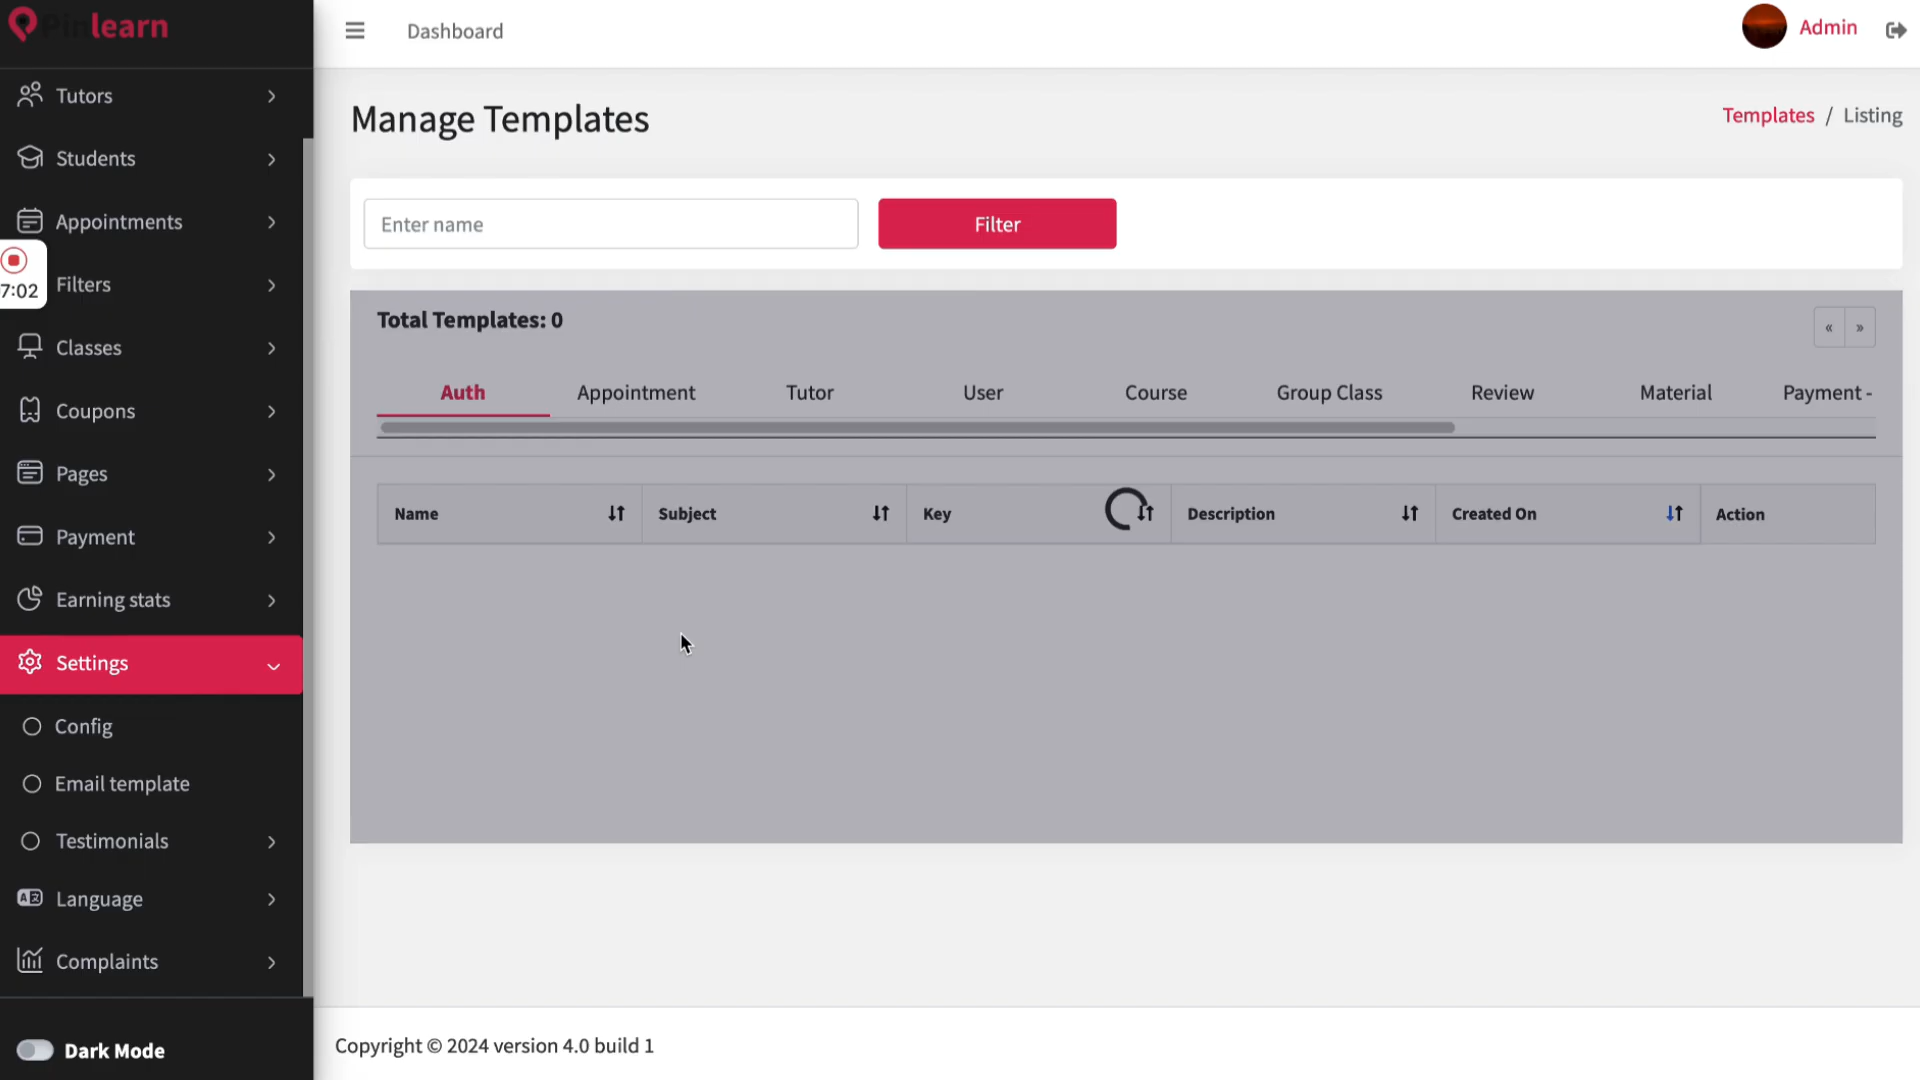 Pinlearn
Dashboard
Admin
Tutors
Students
Appointments
7:02
Filters
Classes
Coupons
Pages
Payment
Earning stats
Settings
Config
Email template
Testimonials
Language
Complaints
Dark Mode
Manage Templates
Templates / Listing
Enter name
Filter
Total Templates: 0
« »
Auth Appointment Tutor User Course Group Class Review Material Payment -
Name Subject Key Description Created On Action
Copyright © 2024 version 4.0 build 1